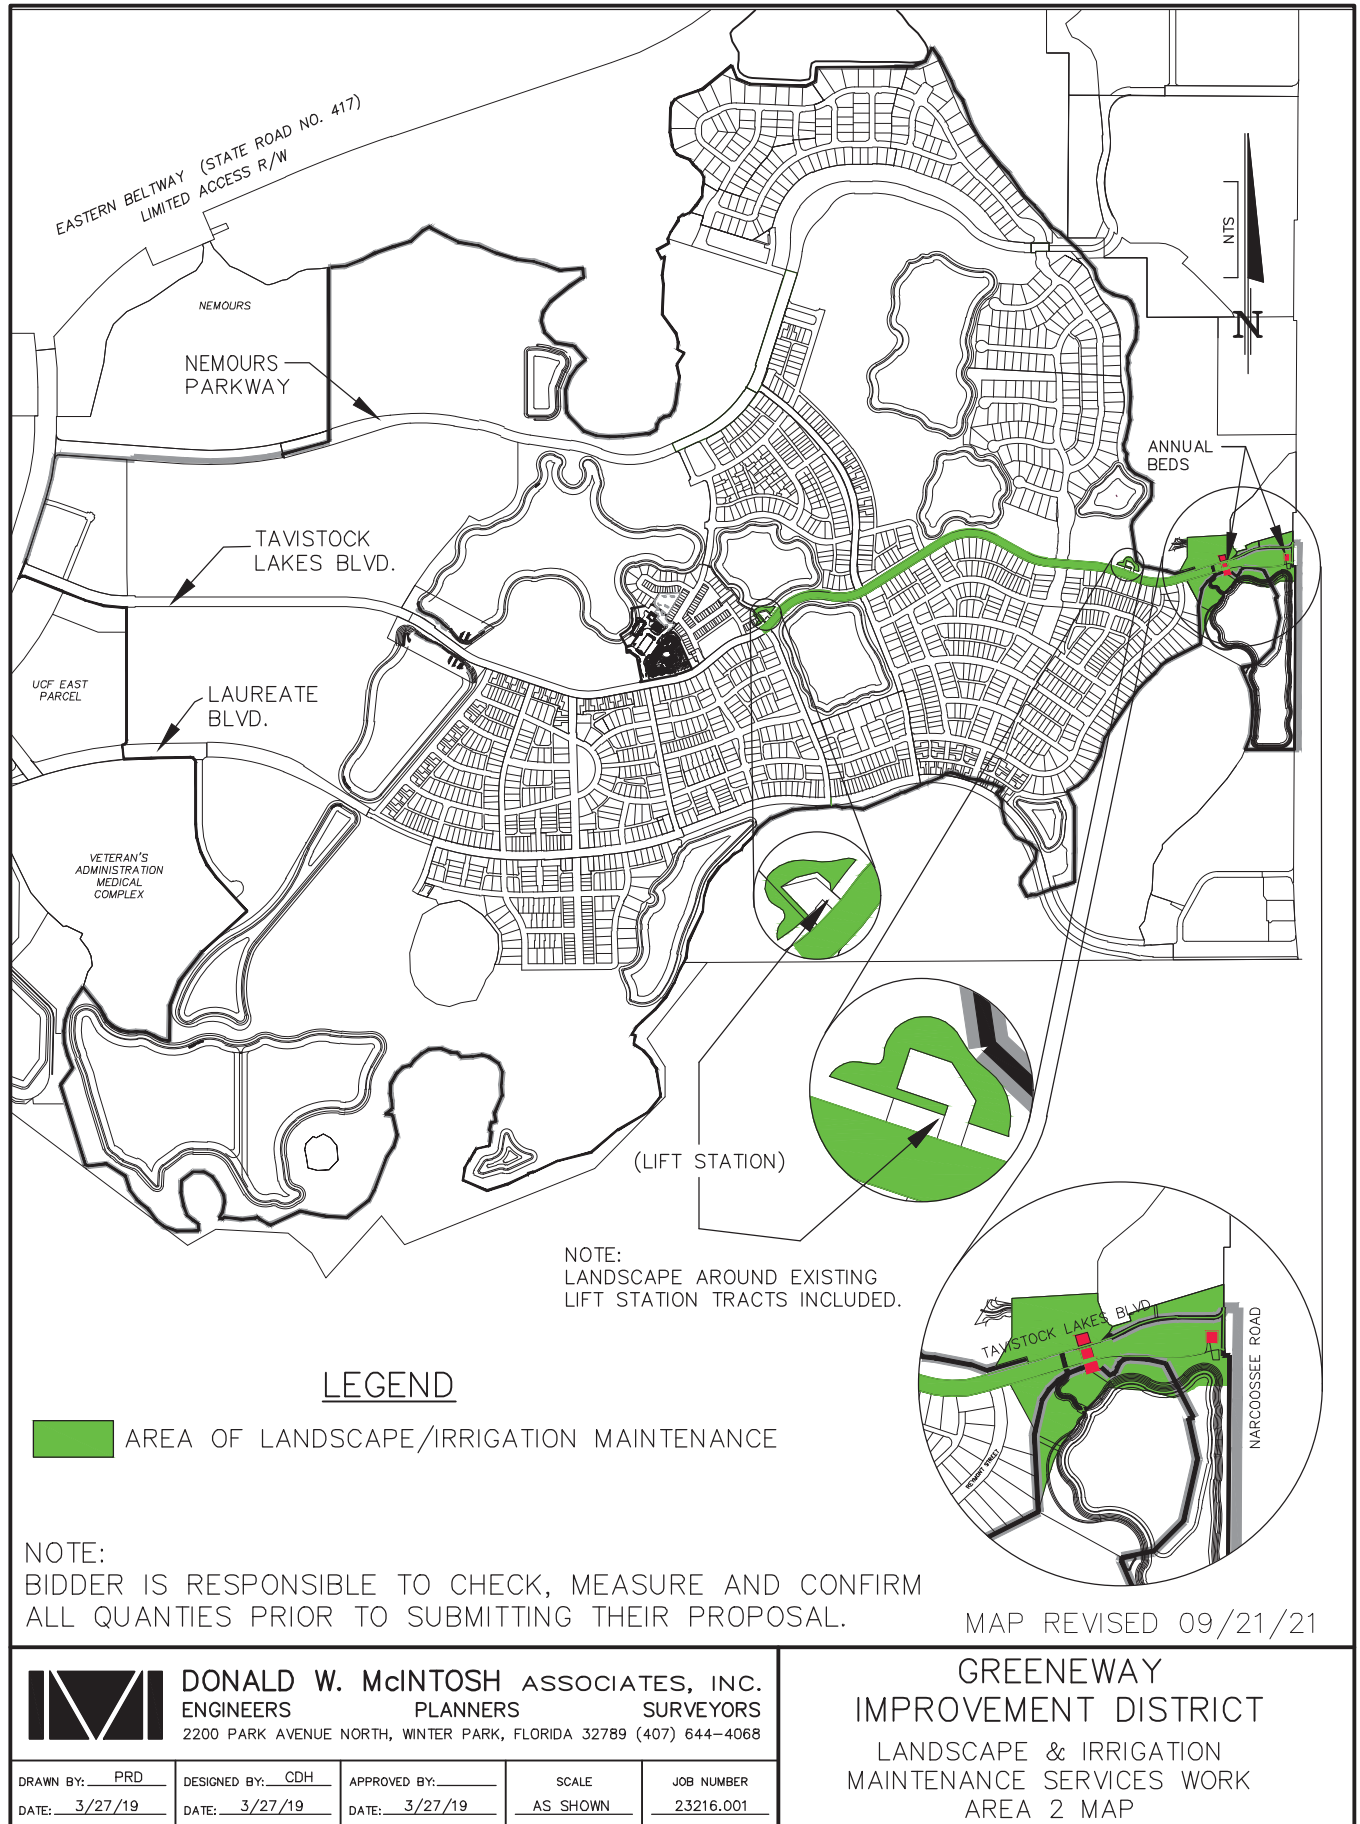 EASTERN BELTWAY (STATE ROAD NO. 417)
LIMITED ACCESS R/W
NTS
N
NEMOURS
NEMOURS
PARKWAY
ANNUAL
BEDS
TAVISTOCK
LAKES BLVD.
UCF EAST
PARCEL
LAUREATE
BLVD.
VETERAN'S
ADMINISTRATION
MEDICAL
COMPLEX
(LIFT STATION)
NOTE:
LANDSCAPE AROUND EXISTING
LIFT STATION TRACTS INCLUDED.
TAVISTOCK LAKES BLVD
NARCOOSSEE ROAD
LEGEND
AREA OF LANDSCAPE/IRRIGATION MAINTENANCE
NOTE:
BIDDER IS RESPONSIBLE TO CHECK, MEASURE AND CONFIRM
ALL QUANTIES PRIOR TO SUBMITTING THEIR PROPOSAL.
MAP REVISED 09/21/21
DONALD W. McINTOSH ASSOCIATES, INC.
ENGINEERS PLANNERS SURVEYORS
2200 PARK AVENUE NORTH, WINTER PARK, FLORIDA 32789 (407) 644-4068
DRAWN BY: PRD
DATE: 3/27/19
DESIGNED BY: CDH
DATE: 3/27/19
APPROVED BY:
DATE: 3/27/19
SCALE
AS SHOWN
JOB NUMBER
23216.001
GREENEWAY
IMPROVEMENT DISTRICT
LANDSCAPE & IRRIGATION
MAINTENANCE SERVICES WORK
AREA 2 MAP